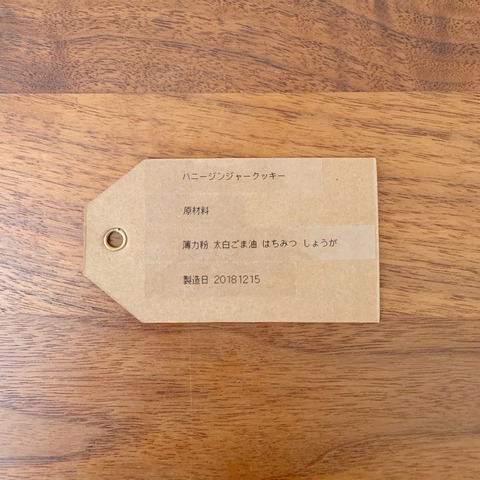 ハニージンジャークッキー
原材料
薄力粉 太白ごま油 はちみつ しょうが
製造日 20181215